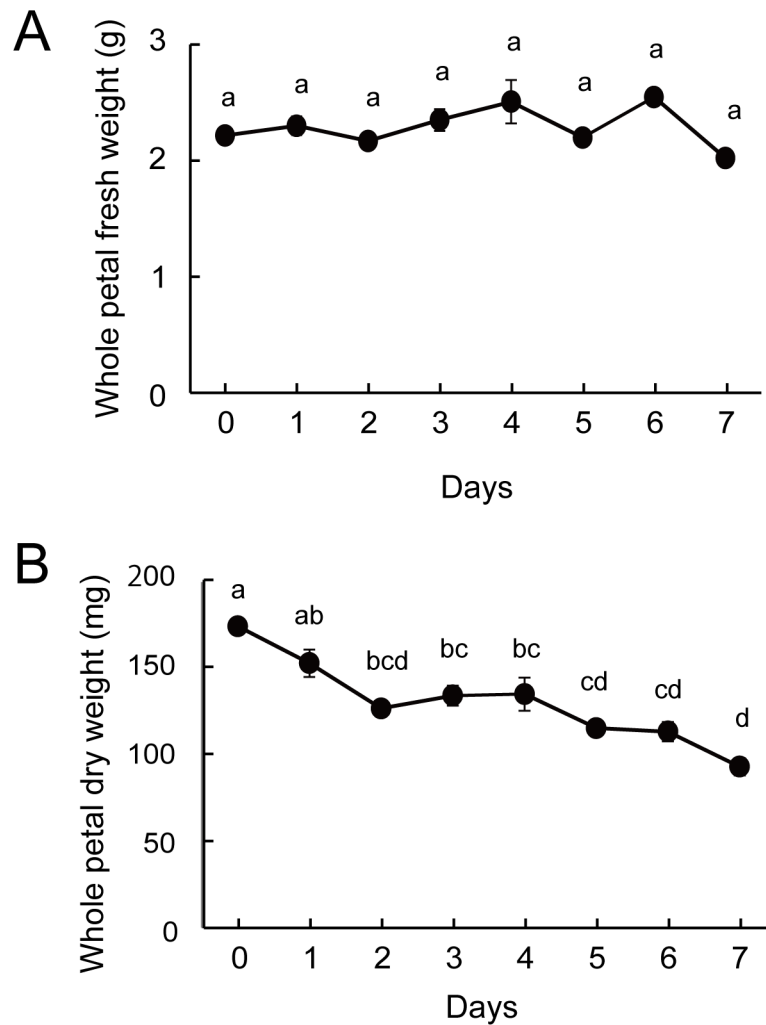 A
Whole petal fresh weight (g)
3
2
1
0
a a a a a a a a
0 1 2 3 4 5 6 7
Days
B
Whole petal dry weight (mg)
200
150
100
50
0
a ab bcd bc bc cd cd d
0 1 2 3 4 5 6 7
Days